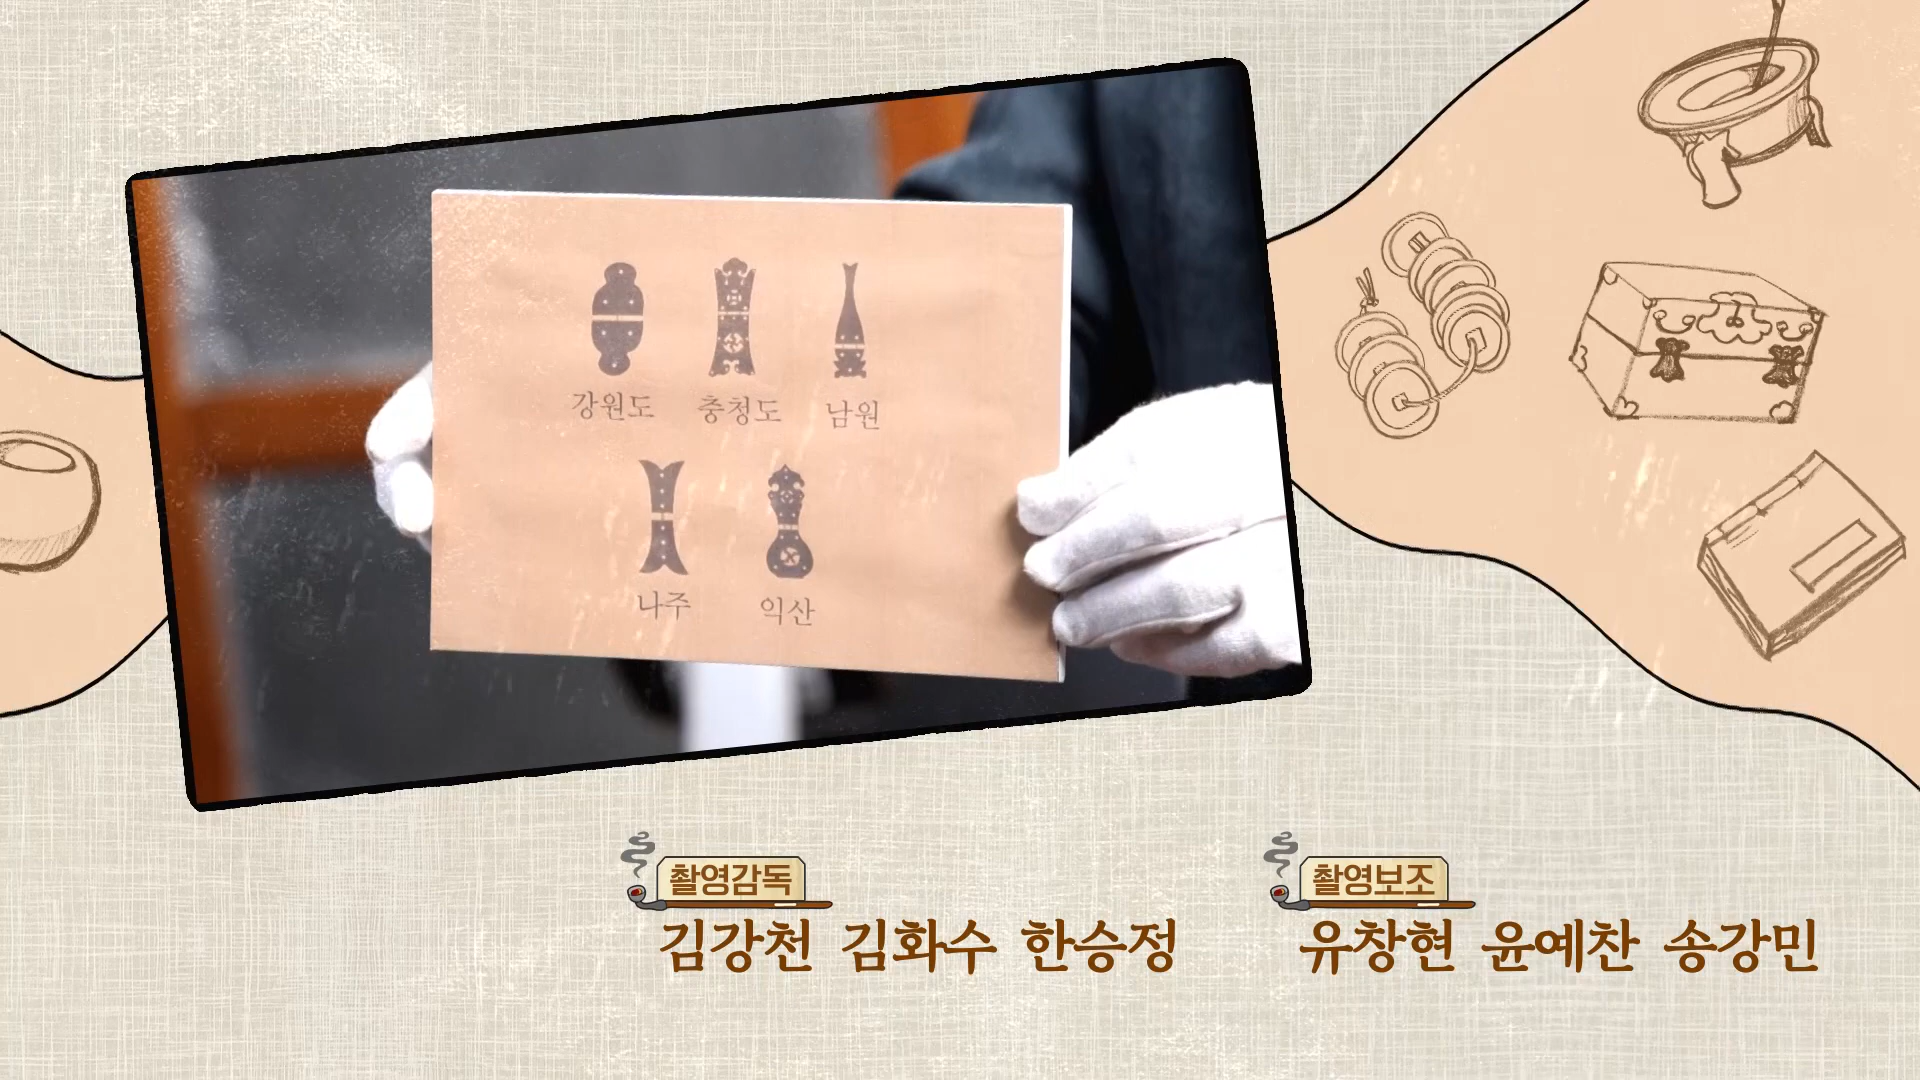 강원도 충청도 남원
나주 익산
촬영감독 촬영보조
김강천 김화수 한승정 유창현 윤예찬 송강민